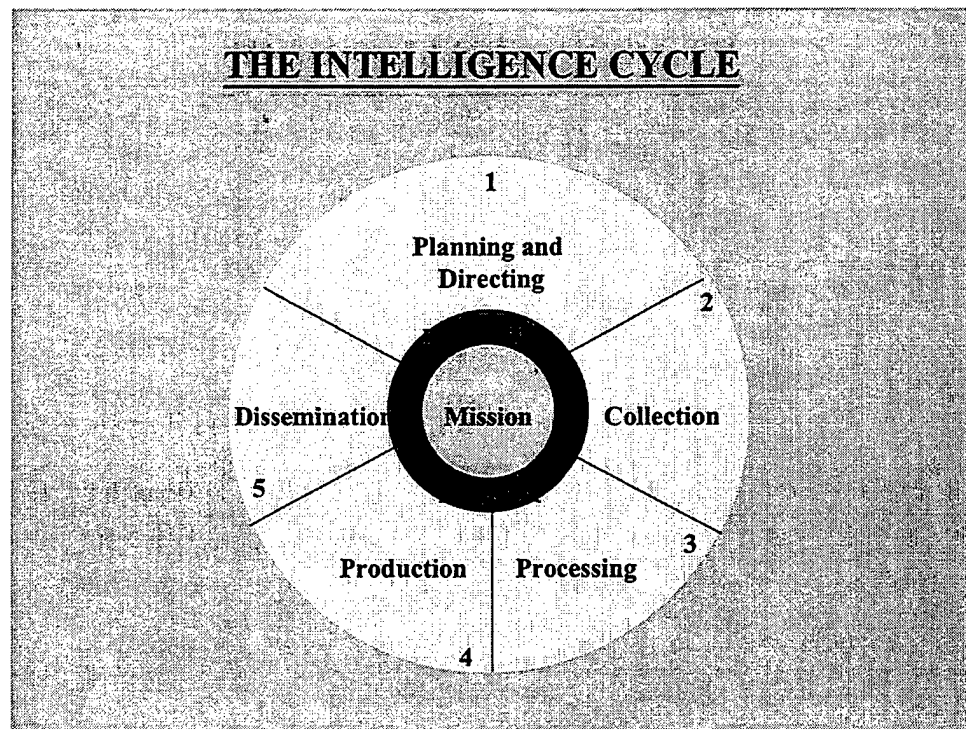 THE INTELLIGENCE CYCLE
1
Planning and
Directing
2
Collection
3
Processing
4
Production
5
Dissemination
Mission